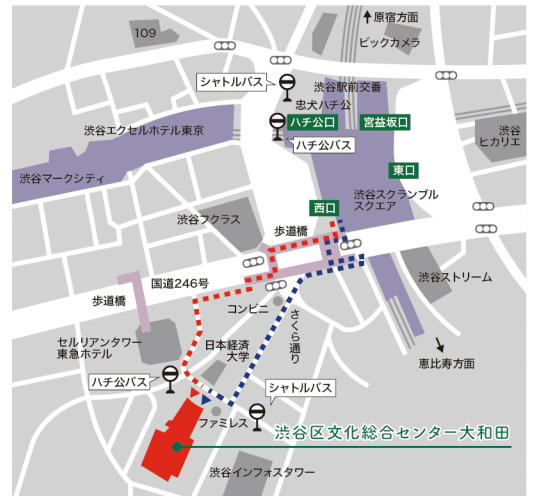 原宿方面
109
ビックカメラ
シャトルバス
渋谷駅前交番
忠犬ハチ公
ハチ公口
宮益坂口
渋谷エクセルホテル東京
ハチ公バス
渋谷
ヒカリエ
東口
渋谷マークシティ
渋谷スクランブル
スクエア
西口
渋谷フクラス
歩道橋
国道246号
渋谷ストリーム
歩道橋
コンビニ
さくら通り
セルリアンタワー
東急ホテル
日本経済
大学
恵比寿方面
ハチ公バス
シャトルバス
ファミレス
渋谷区文化総合センター大和田
渋谷インフォスタワー